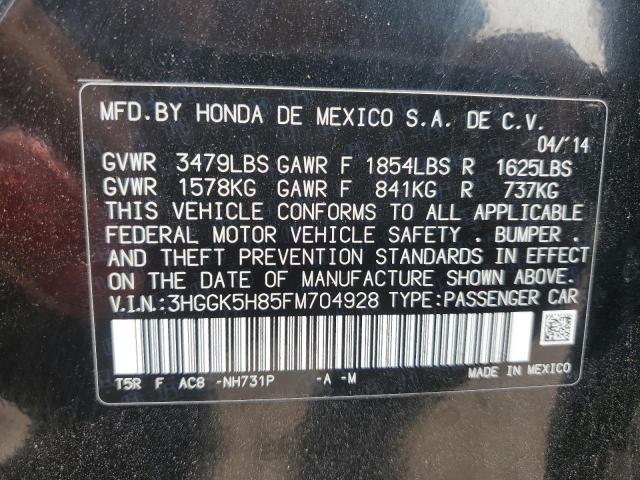 MFD.BY HONDA DE MEXICO S.A. DE C.V.
04/'14
GVWR 3479LBS GAWR F 1854LBS R 1625LBS
GVWR 1578KG GAWR F 841KG R 737KG
THIS VEHICLE CONFORMS TO ALL APPLICABLE
FEDERAL MOTOR VEHICLE SAFETY . BUMPER .
AND THEFT PREVENTION STANDARDS IN EFFECT
ON THE DATE OF MANUFACTURE SHOWN ABOVE.
V.I.N.:3HGGK5H85FM704928 TYPE:PASSENGER CAR
T5R F AC8 -NH731P -A -M
MADE IN MEXICO